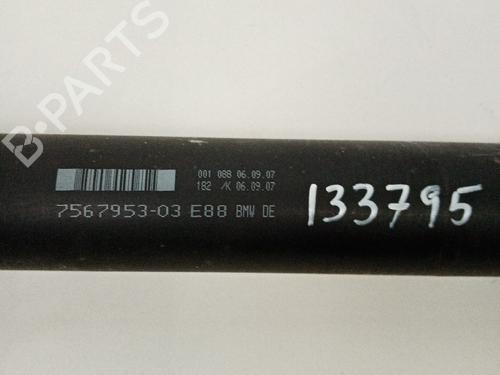 B-PARTS
001 088 06.09.07
182 /K 06.09.07
7567953-03 E88 BMW DE
133795